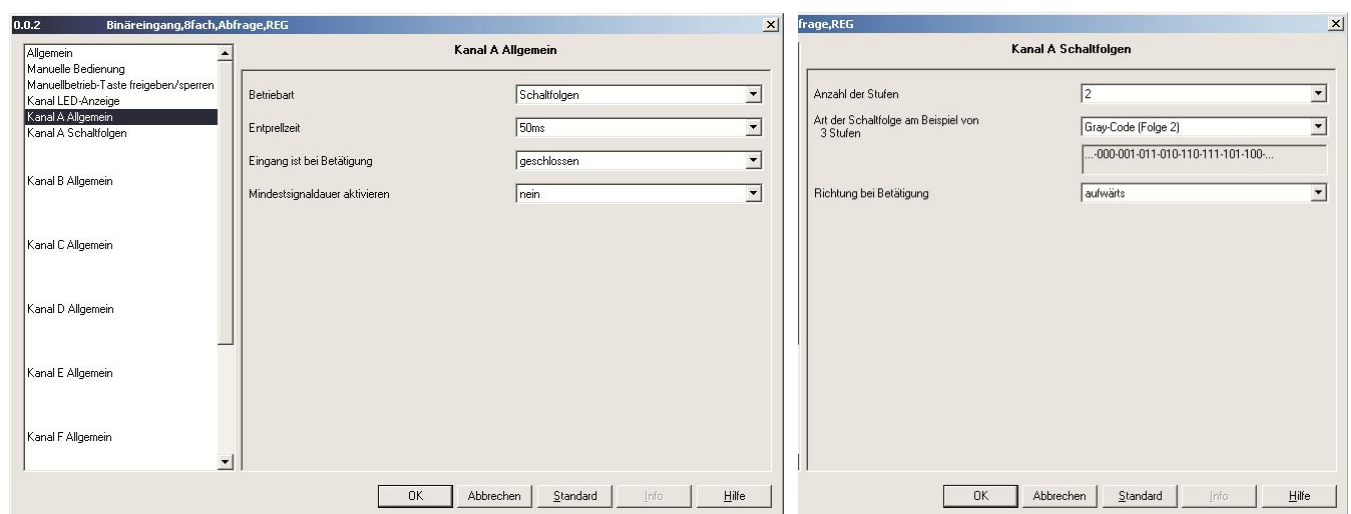 0.0.2 Binäreingang,8fach,Abfrage,REG
Allgemein
Manuelle Bedienung
Manuellbetrieb-Taste freigeben/sperren
Kanal LED-Anzeige
Kanal A Allgemein
Kanal A Schaltfolgen
Kanal B Allgemein
Kanal C Allgemein
Kanal D Allgemein
Kanal E Allgemein
Kanal F Allgemein
Kanal A Allgemein
Betriebart Schaltfolgen
Entprellzeit 50ms
Eingang ist bei Betätigung geschlossen
Mindestsignaldauer aktivieren nein
OK Abbrechen Standard Info Hilfe
frage,REG
Kanal A Schaltfolgen
Anzahl der Stufen 2
Art der Schaltfolge am Beispiel von
3 Stufen Gray-Code (Folge 2)
...-000-001-011-010-110-111-101-100-...
Richtung bei Betätigung aufwärts
OK Abbrechen Standard Info Hilfe